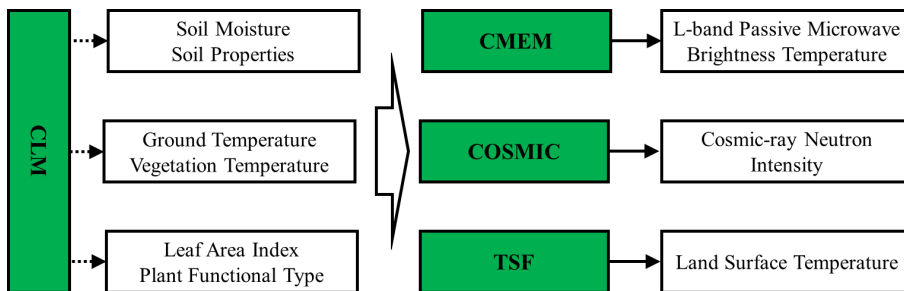 CLM
Soil Moisture
Soil Properties
Ground Temperature
Vegetation Temperature
Leaf Area Index
Plant Functional Type
CMEM
L-band Passive Microwave
Brightness Temperature
COSMIC
Cosmic-ray Neutron
Intensity
TSF
Land Surface Temperature